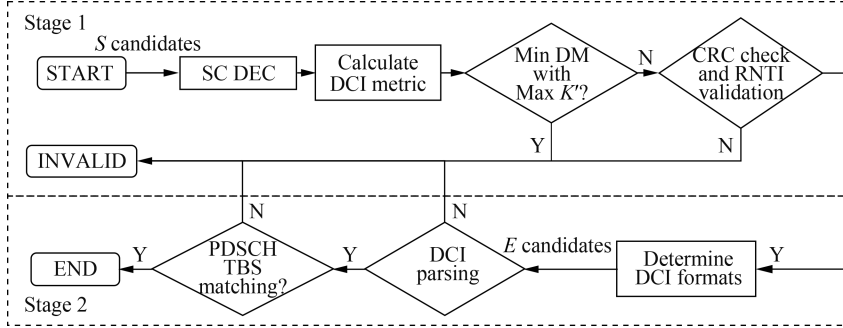 Stage 1
S candidates
START
SC DEC
Calculate
DCI metric
Min DM
with
Max K′?
N
CRC check
and RNTI
validation
Y
N
INVALID
N
N
END
Y
PDSCH
TBS
matching?
Y
DCI
parsing
E candidates
Determine
DCI formats
Y
Stage 2